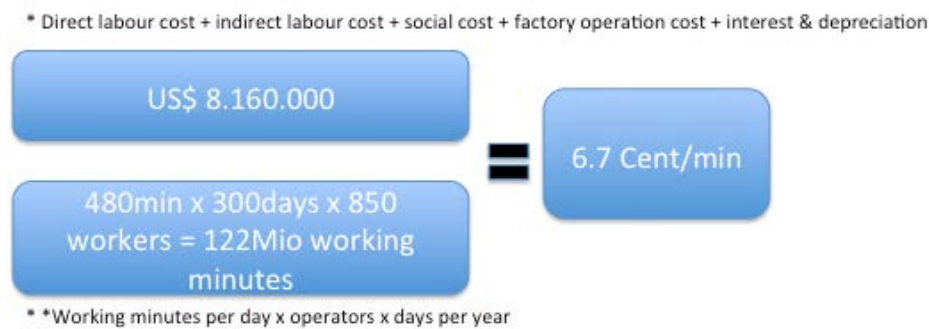 * Direct labour cost + indirect labour cost + social cost + factory operation cost + interest & depreciation
US$ 8.160.000
=
6.7 Cent/min
480min x 300days x 850
workers = 122Mio working
minutes
* *Working minutes per day x operators x days per year